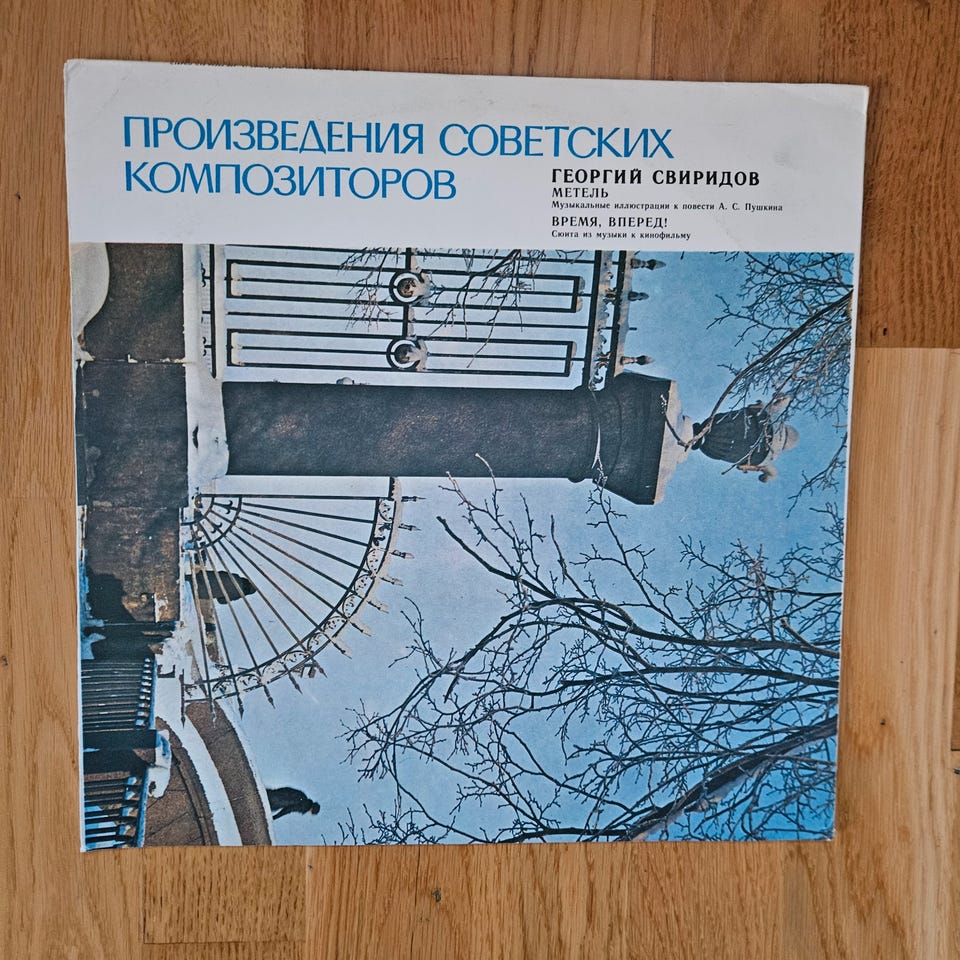 ПРОИЗВЕДЕНИЯ СОВЕТСКИХ
КОМПОЗИТОРОВ
ГЕОРГИЙ СВИРИДОВ
МЕТЕЛЬ
Музыкальные иллюстрации к повести А. С. Пушкина
ВРЕМЯ, ВПЕРЕД!
Сюита из музыки к кинофильму